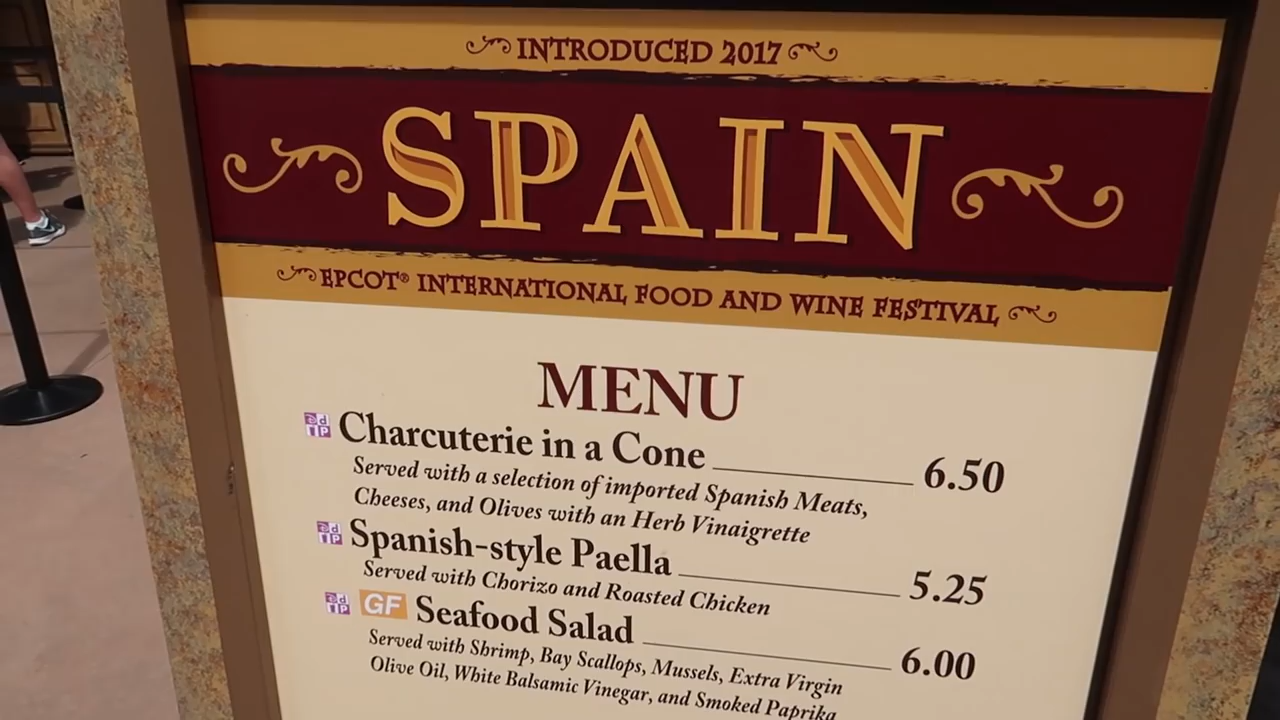 INTRODUCED 2017
SPAIN
EPCOT® INTERNATIONAL FOOD AND WINE FESTIVAL
MENU
Charcuterie in a Cone 6.50
Served with a selection of imported Spanish Meats,
Cheeses, and Olives with an Herb Vinaigrette
Spanish-style Paella 5.25
Served with Chorizo and Roasted Chicken
GF Seafood Salad 6.00
Served with Shrimp, Bay Scallops, Mussels, Extra Virgin
Olive Oil, White Balsamic Vinegar, and Smoked Paprika